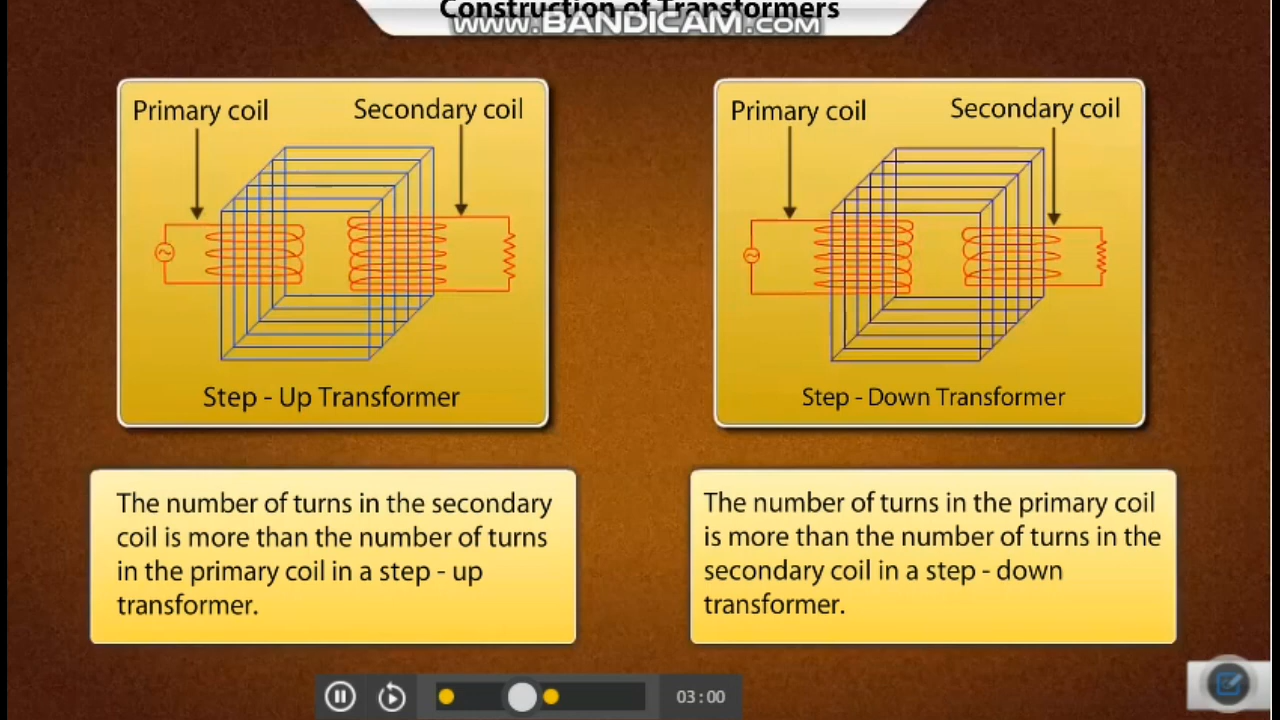 Construction of Transformers
www.BANDICAM.com
Primary coil
Secondary coil
Step - Up Transformer
Primary coil
Secondary coil
Step - Down Transformer
The number of turns in the secondary
coil is more than the number of turns
in the primary coil in a step - up
transformer.
The number of turns in the primary coil
is more than the number of turns in the
secondary coil in a step - down
transformer.
03:00